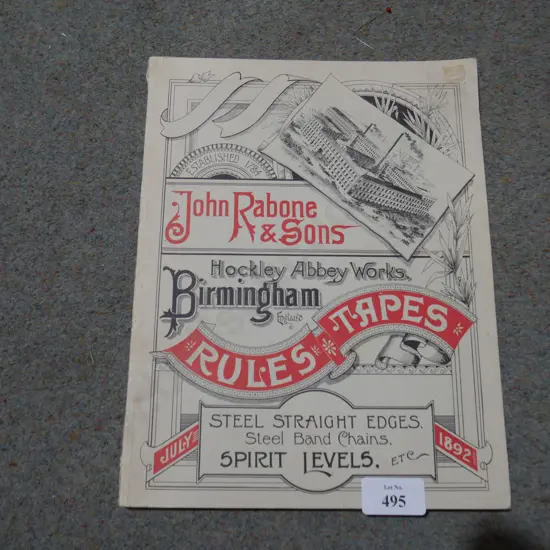 ESTABLISHED 1784
John Rabone
& Sons
Hockley Abbey Works.
Birmingham
England
RULES TAPES
STEEL STRAIGHT EDGES.
Steel Band Chains,
SPIRIT LEVELS. ETC
JULY 1892
Lot No.
495